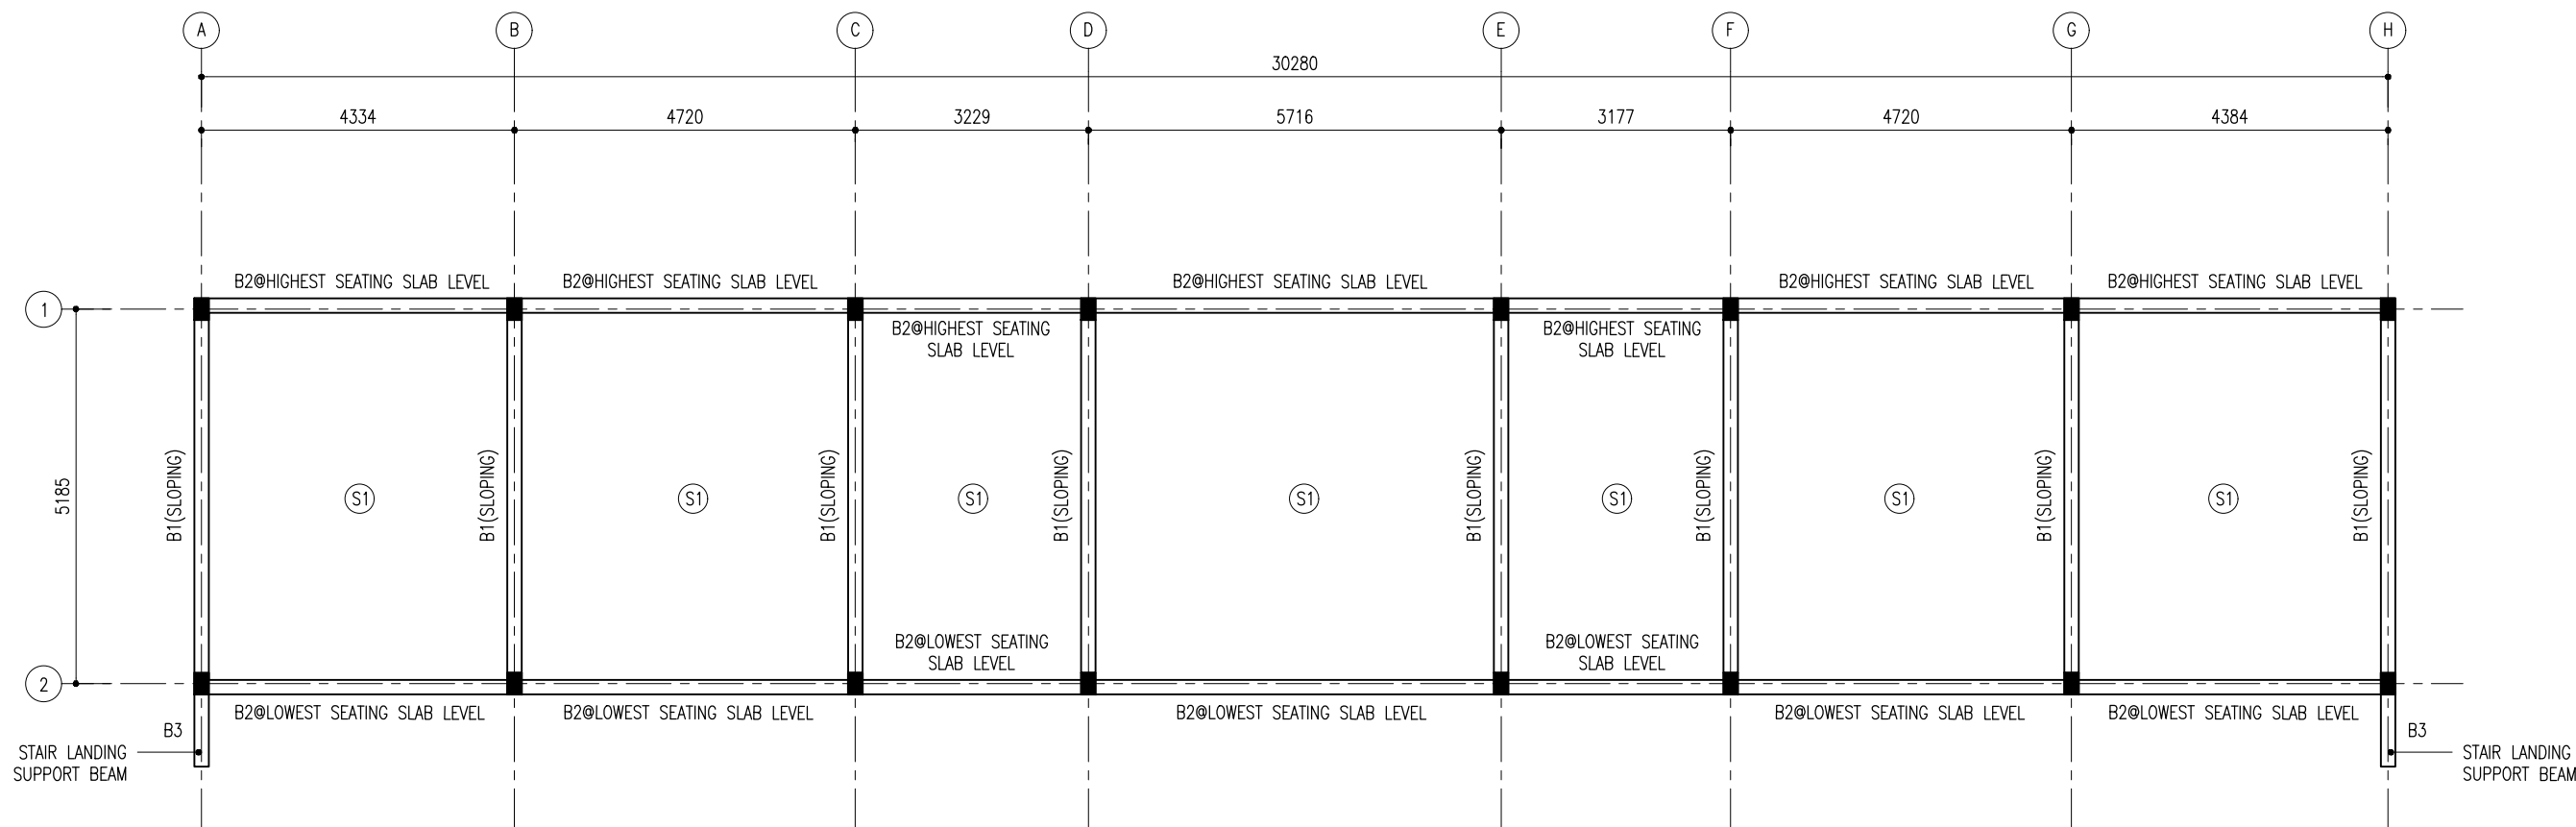 A B C D E F G H
30280
4334 4720 3229 5716 3177 4720 4384
B2@HIGHEST SEATING SLAB LEVEL B2@HIGHEST SEATING SLAB LEVEL B2@HIGHEST SEATING SLAB LEVEL B2@HIGHEST SEATING SLAB LEVEL B2@HIGHEST SEATING SLAB LEVEL
1
B2@HIGHEST SEATING
SLAB LEVEL
B2@HIGHEST SEATING
SLAB LEVEL
5185
B1(SLOPING) B1(SLOPING) B1(SLOPING) B1(SLOPING) B1(SLOPING) B1(SLOPING) B1(SLOPING) B1(SLOPING)
S1 S1 S1 S1 S1 S1 S1
B2@LOWEST SEATING
SLAB LEVEL
B2@LOWEST SEATING
SLAB LEVEL
2
B2@LOWEST SEATING SLAB LEVEL B2@LOWEST SEATING SLAB LEVEL B2@LOWEST SEATING SLAB LEVEL B2@LOWEST SEATING SLAB LEVEL B2@LOWEST SEATING SLAB LEVEL
B3
STAIR LANDING
SUPPORT BEAM
B3
STAIR LANDING
SUPPORT BEAM